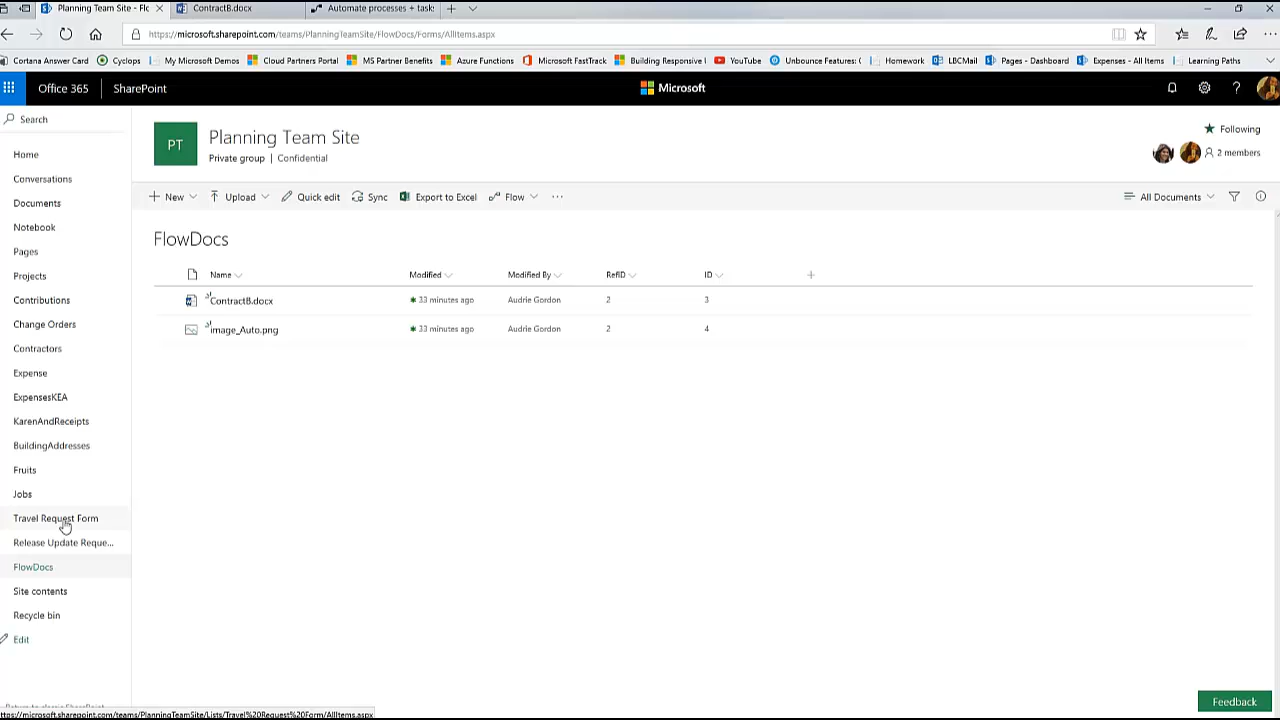 Planning Team Site - Flo
ContractB.docx
Automate processes + task:
https://microsoft.sharepoint.com/teams/PlanningTeamSite/FlowDocs/Forms/AllItems.aspx
Cortana Answer Card
Cyclops
My Microsoft Demos
Cloud Partners Portal
MS Partner Benefits
Azure Functions
Microsoft FastTrack
Building Responsive I
YouTube
Unbounce Features: (
Homework
LBCMail
Pages - Dashboard
Expenses - All Items
Learning Paths
Office 365
SharePoint
Microsoft
?
Search
Home
Conversations
Documents
Notebook
Pages
Projects
Contributions
Change Orders
Contractors
Expense
ExpensesKEA
KarenAndReceipts
BuildingAddresses
Fruits
Jobs
Travel Request Form
Release Update Reque...
FlowDocs
Site contents
Recycle bin
Edit
PT
Planning Team Site
Private group | Confidential
Following
2 members
New
Upload
Quick edit
Sync
Export to Excel
Flow
...
All Documents
FlowDocs
Name Modified Modified By RefID ID
ContractB.docx 33 minutes ago Audrie Gordon 2 3
image_Auto.png 33 minutes ago Audrie Gordon 2 4
Feedback
https://microsoft.sharepoint.com/teams/PlanningTeamSite/Lists/Travel%20Request%20Form/AllItems.aspx